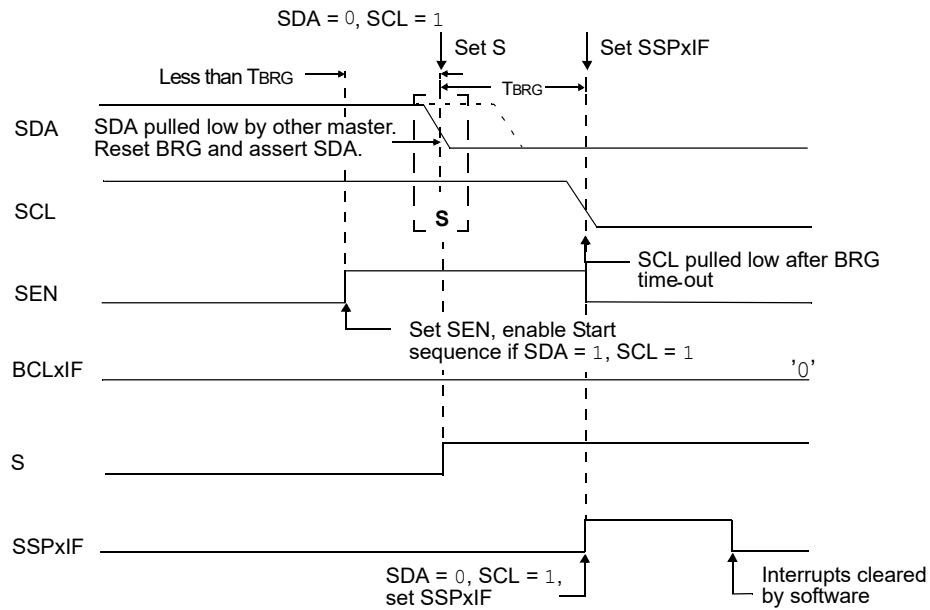 SDA = 0, SCL = 1
Set S
Set SSPxIF
Less than TBRG
TBRG
SDA
SDA pulled low by other master.
Reset BRG and assert SDA.
SCL
S
SCL pulled low after BRG
time-out
SEN
Set SEN, enable Start
sequence if SDA = 1, SCL = 1
BCLxIF
'0'
S
SSPxIF
SDA = 0, SCL = 1,
set SSPxIF
Interrupts cleared
by software